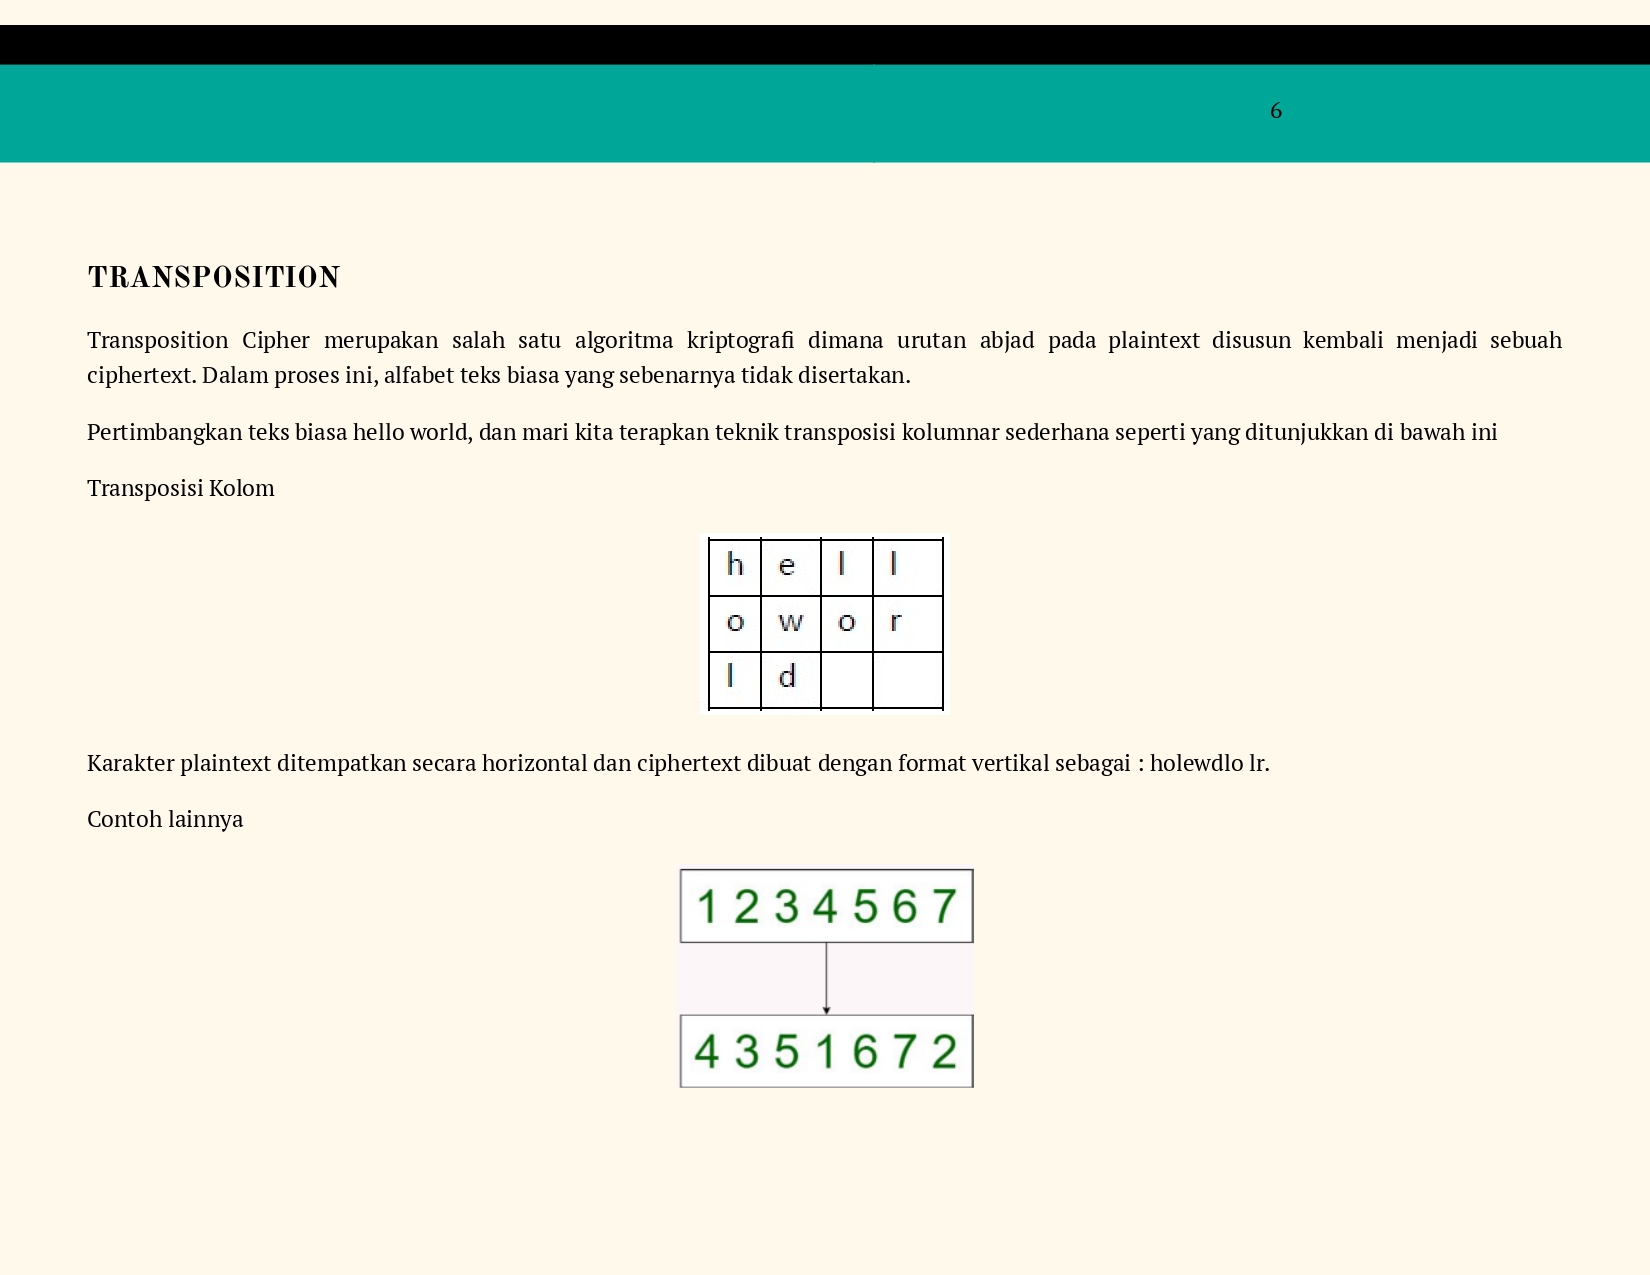 6
TRANSPOSITION
Transposition Cipher merupakan salah satu algoritma kriptografi dimana urutan abjad pada plaintext disusun kembali menjadi sebuah
ciphertext. Dalam proses ini, alfabet teks biasa yang sebenarnya tidak disertakan.
Pertimbangkan teks biasa hello world, dan mari kita terapkan teknik transposisi kolumnar sederhana seperti yang ditunjukkan di bawah ini
Transposisi Kolom
h e l l
o w o r
l d
Karakter plaintext ditempatkan secara horizontal dan ciphertext dibuat dengan format vertikal sebagai : holewdlo lr.
Contoh lainnya
1 2 3 4 5 6 7
4 3 5 1 6 7 2